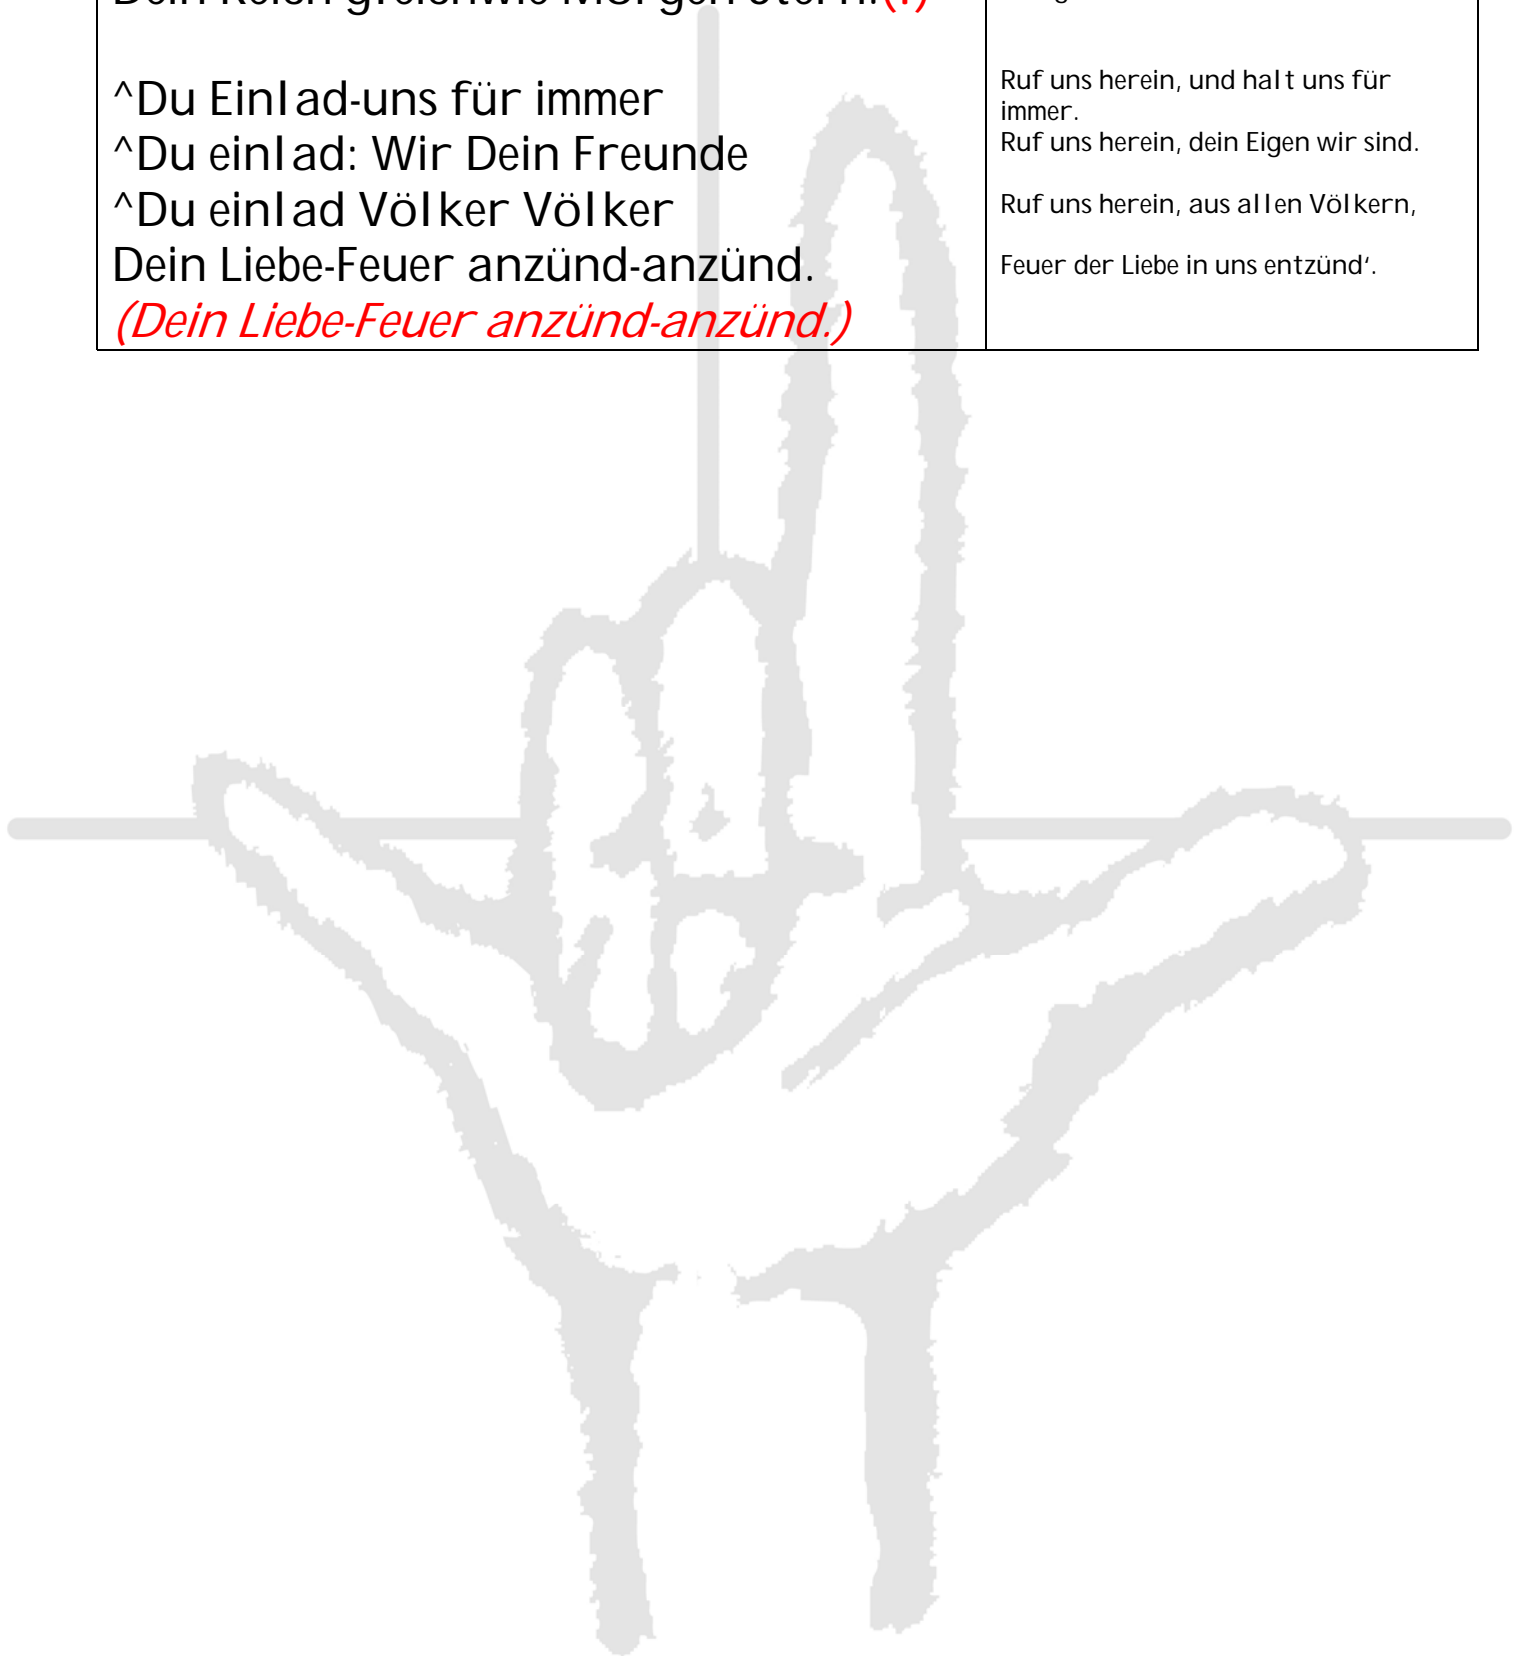 ^Du Einlad-uns für immer
^Du einlad: Wir Dein Freunde
^Du einlad Völker Völker
Dein Liebe-Feuer anzünd-anzünd.
(Dein Liebe-Feuer anzünd-anzünd.)
Ruf uns herein, und halt uns für
immer.
Ruf uns herein, dein Eigen wir sind.
Ruf uns herein, aus allen Völkern,
Feuer der Liebe in uns entzünd‘.